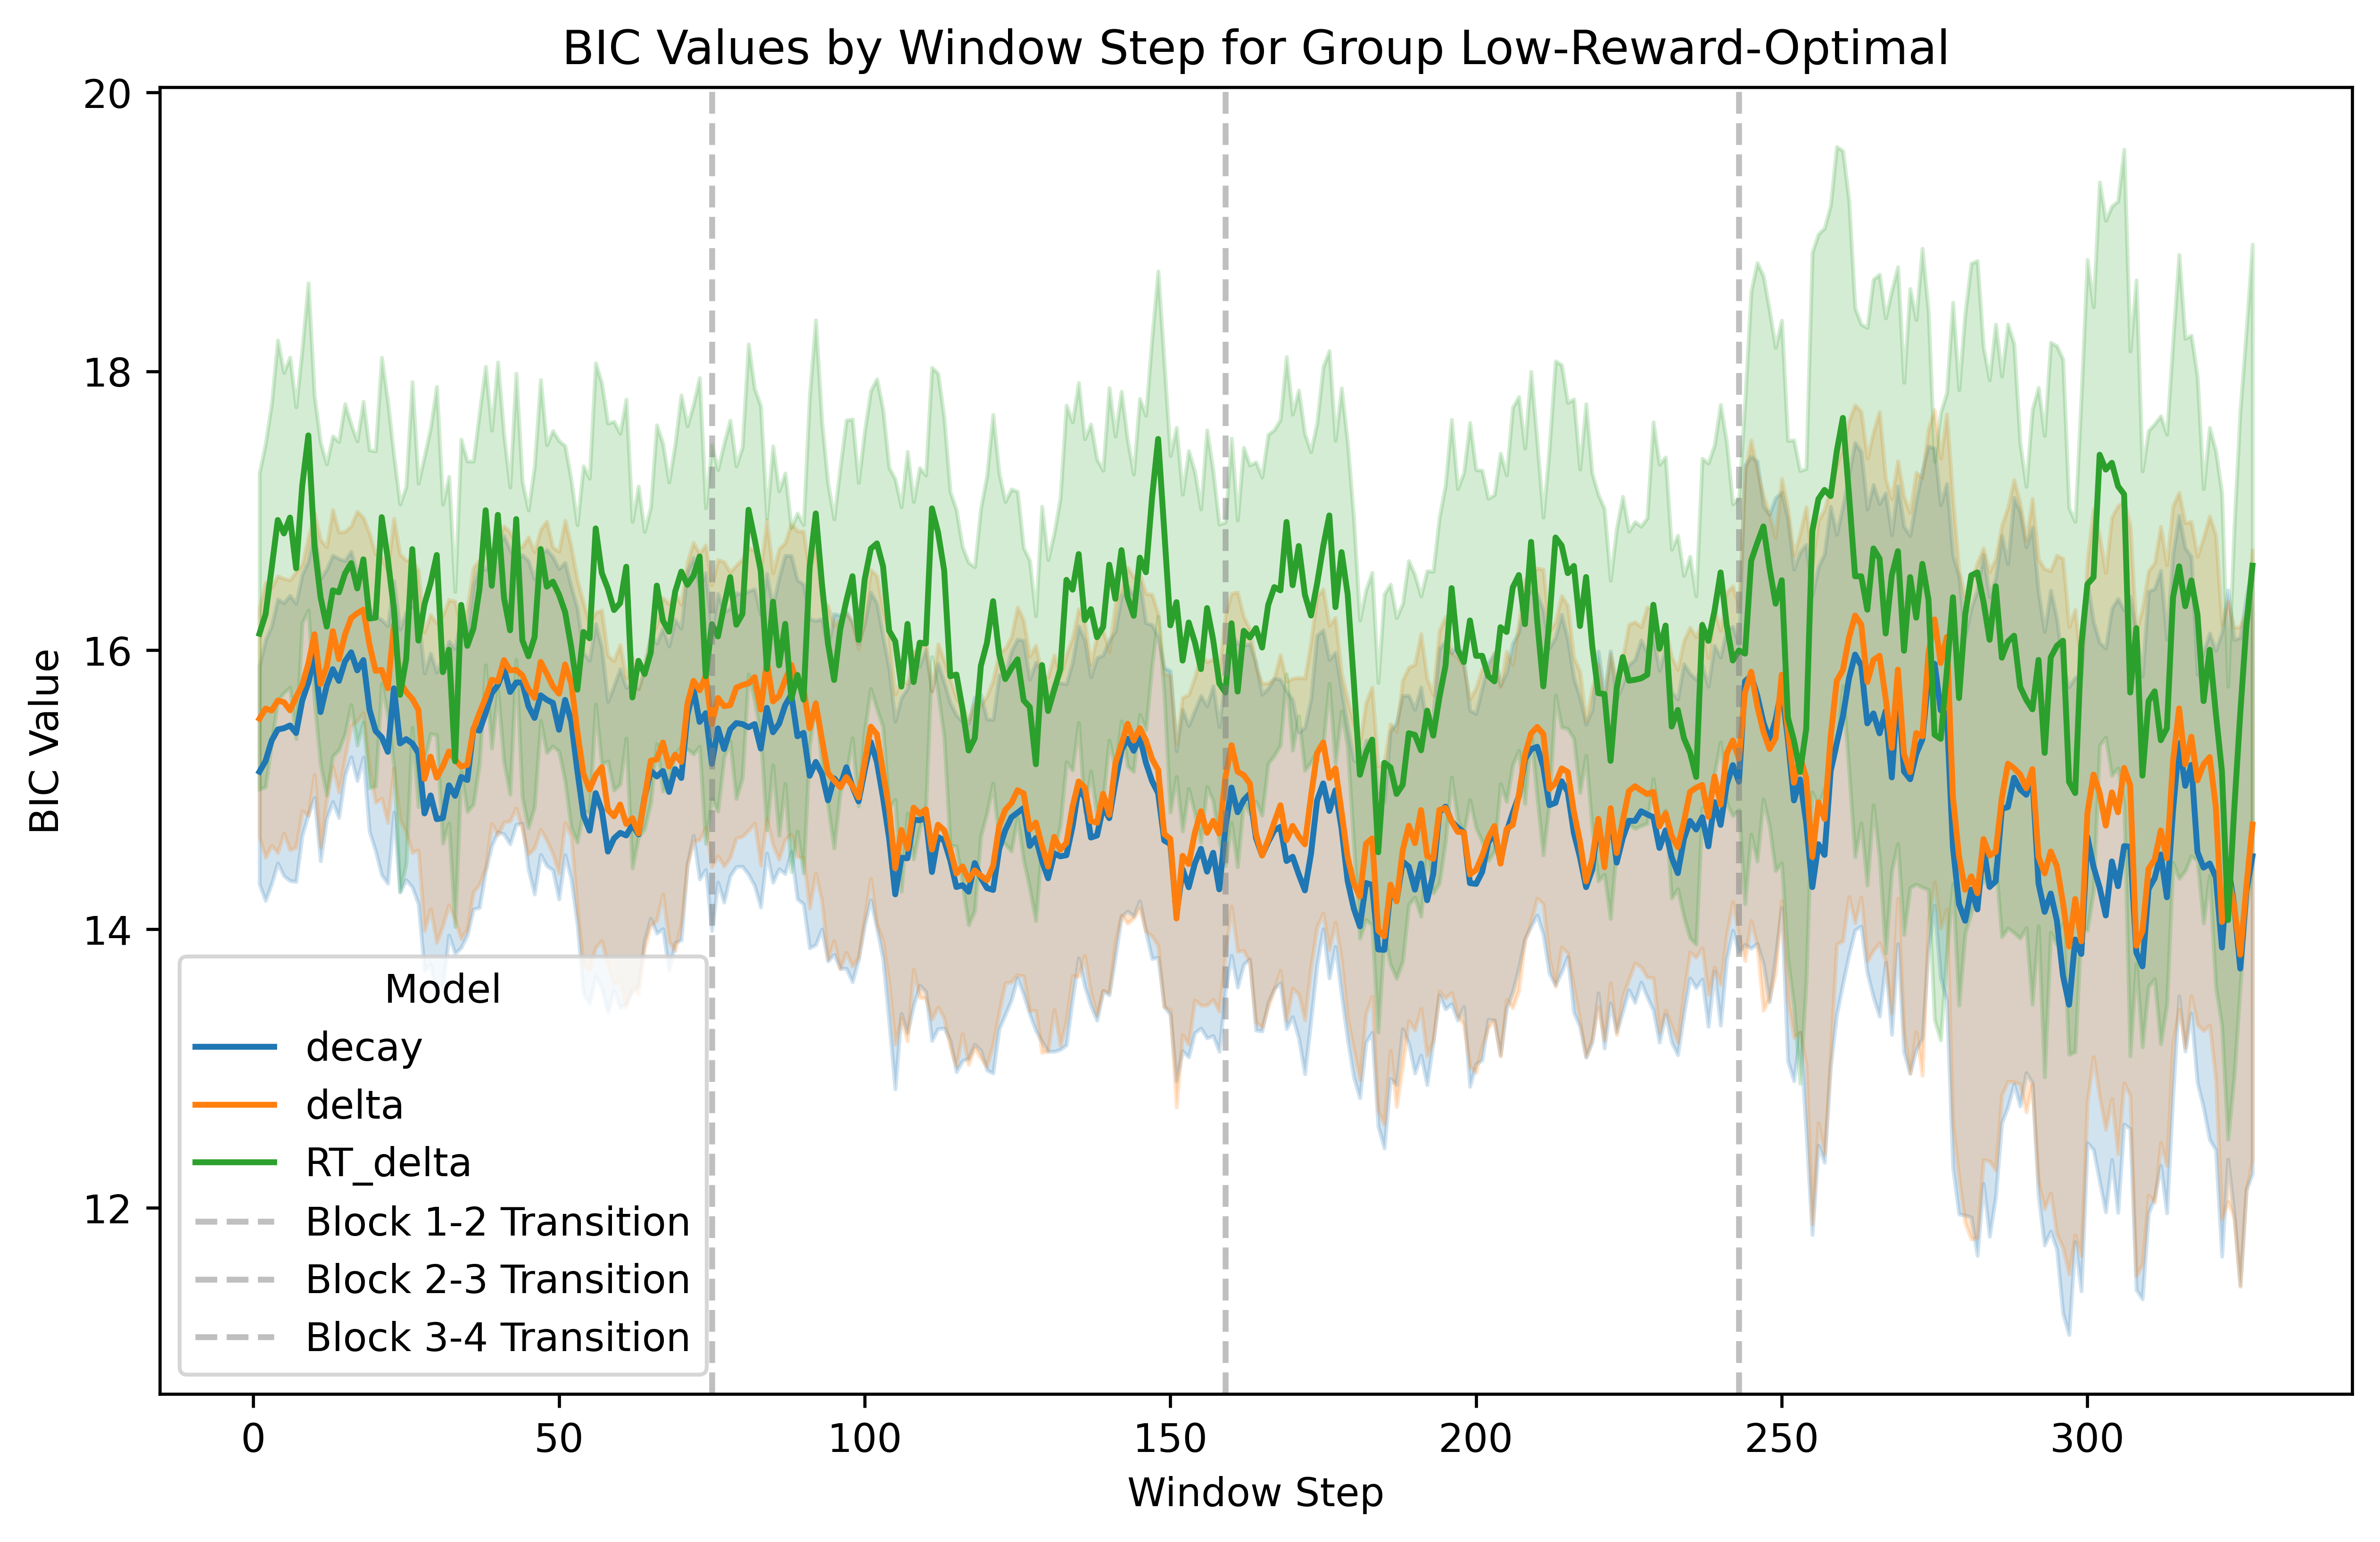 BIC Values by Window Step for Group Low-Reward-Optimal
20
18
16
14
12
BIC Value
Model
decay
delta
RT_delta
Block 1-2 Transition
Block 2-3 Transition
Block 3-4 Transition
0 50 100 150 200 250 300
Window Step